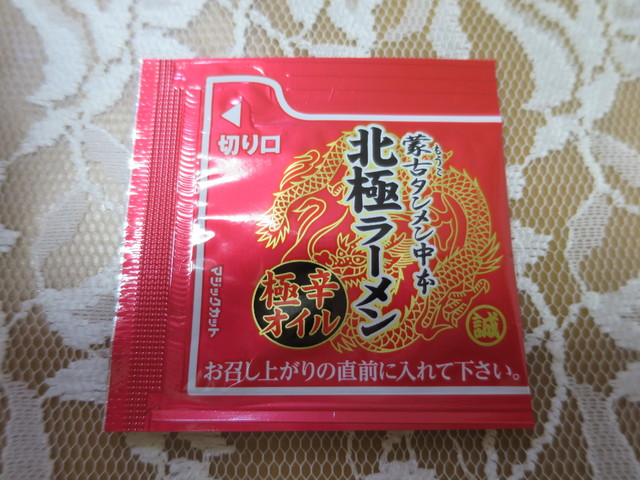 切り口
蒙古タンメン中本
もうこ
北極ラーメン
極辛
オイル
誠
マジックカット
お召し上がりの直前に入れて下さい。